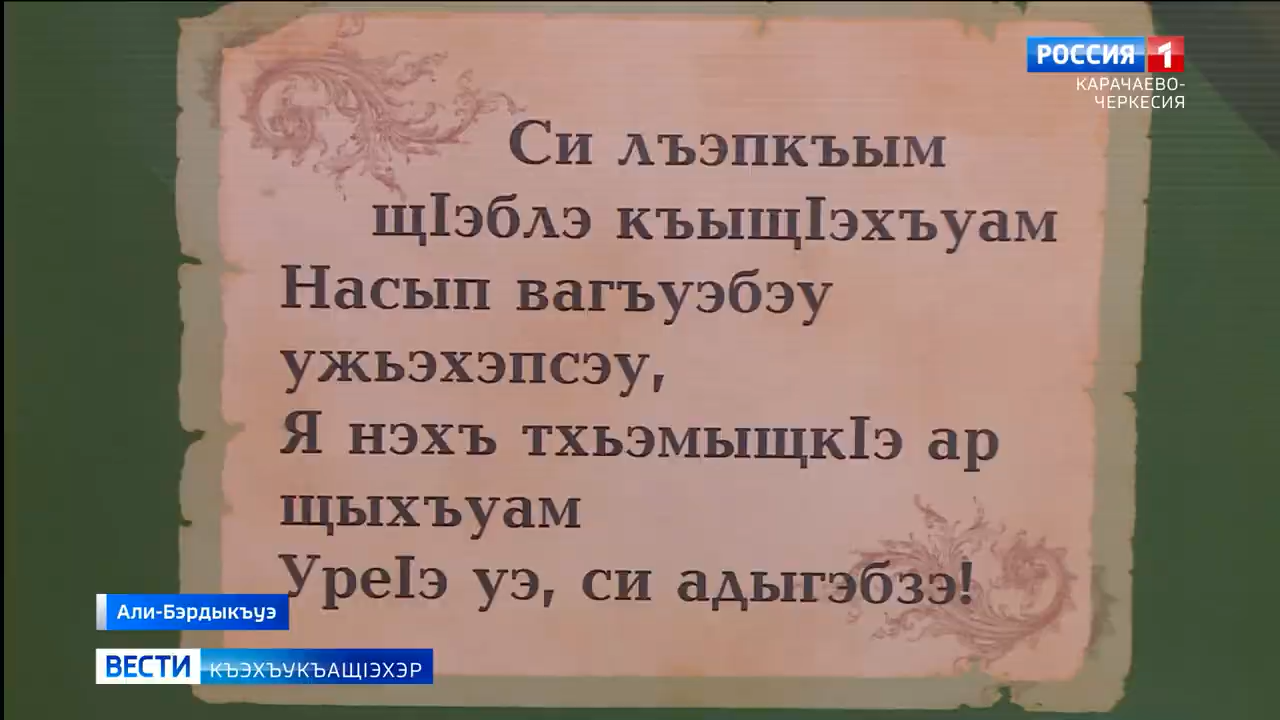 РОССИЯ 1
КАРАЧАЕВО-
ЧЕРКЕСИЯ
Си лъэпкъым
щIэблэ къыщIэхъуам
Насып вагъуэбэу
ужьэхэпсэу,
Я нэхъ тхьэмыщкIэ ар
щыхъуам
УреIэ уэ, си адыгэбзэ!
Али-Бэрдыкъуэ
ВЕСТИ КЪЭХЪУКЪАЩIЭХЭР